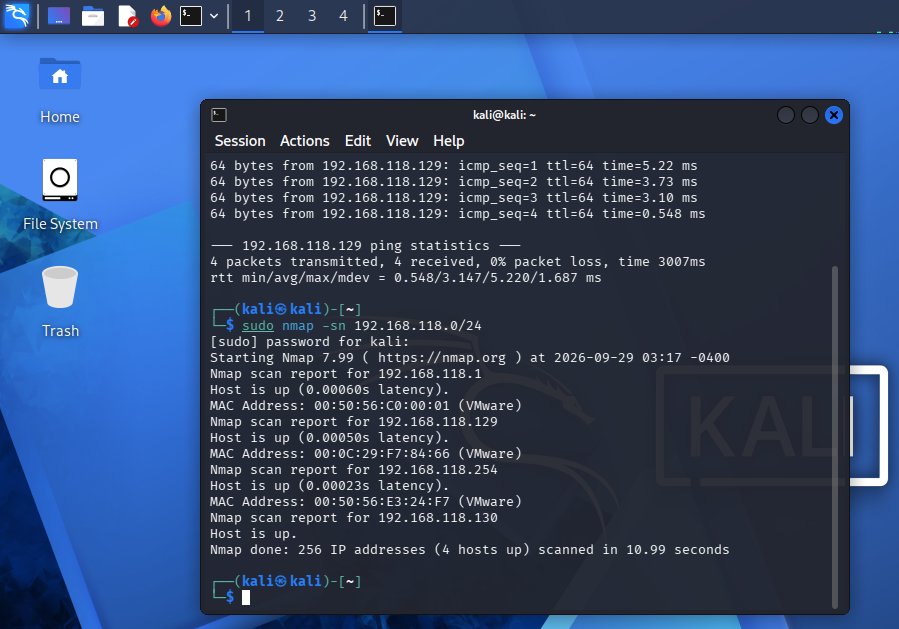 1 2 3 4
Home
File System
Trash
kali@kali: ~
Session Actions Edit View Help
64 bytes from 192.168.118.129: icmp_seq=1 ttl=64 time=5.22 ms
64 bytes from 192.168.118.129: icmp_seq=2 ttl=64 time=3.73 ms
64 bytes from 192.168.118.129: icmp_seq=3 ttl=64 time=3.10 ms
64 bytes from 192.168.118.129: icmp_seq=4 ttl=64 time=0.548 ms
--- 192.168.118.129 ping statistics ---
4 packets transmitted, 4 received, 0% packet loss, time 3007ms
rtt min/avg/max/mdev = 0.548/3.147/5.220/1.687 ms
┌──(kali㉿kali)-[~]
└─$ sudo nmap -sn 192.168.118.0/24
[sudo] password for kali:
Starting Nmap 7.99 ( https://nmap.org ) at 2026-09-29 03:17 -0400
Nmap scan report for 192.168.118.1
Host is up (0.00060s latency).
MAC Address: 00:50:56:C0:00:01 (VMware)
Nmap scan report for 192.168.118.129
Host is up (0.00050s latency).
MAC Address: 00:0C:29:F7:84:66 (VMware)
Nmap scan report for 192.168.118.254
Host is up (0.00023s latency).
MAC Address: 00:50:56:E3:24:F7 (VMware)
Nmap scan report for 192.168.118.130
Host is up.
Nmap done: 256 IP addresses (4 hosts up) scanned in 10.99 seconds
┌──(kali㉿kali)-[~]
└─$
KALI